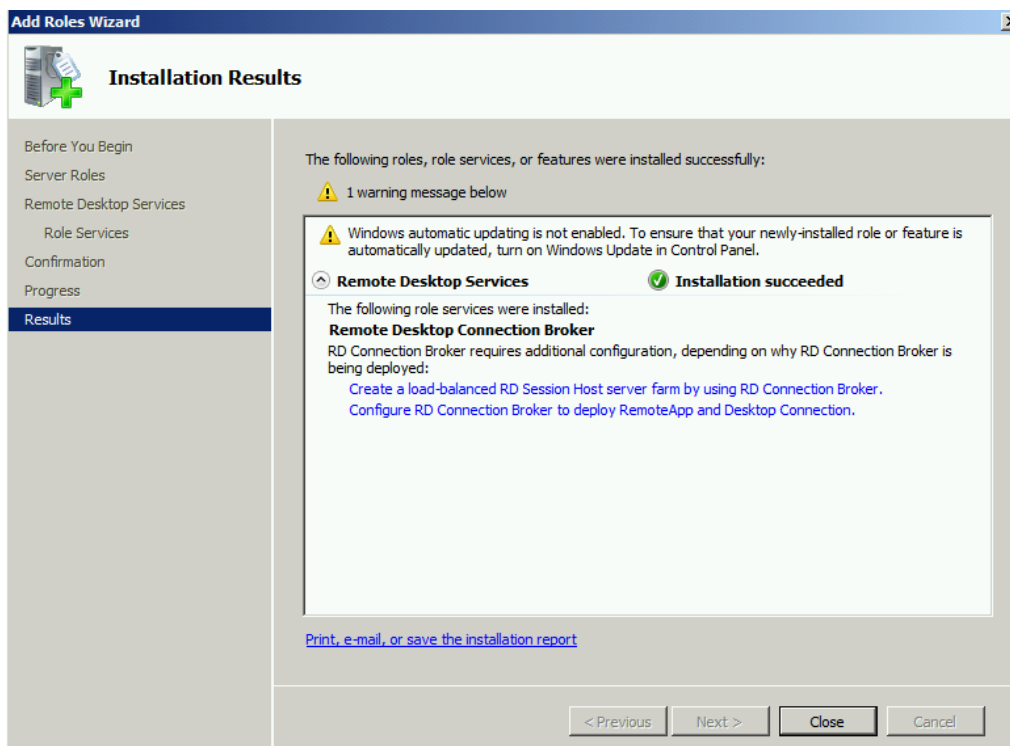 Add Roles Wizard
Installation Results
Before You Begin
Server Roles
Remote Desktop Services
Role Services
Confirmation
Progress
Results
The following roles, role services, or features were installed successfully:
1 warning message below
Windows automatic updating is not enabled. To ensure that your newly-installed role or feature is
automatically updated, turn on Windows Update in Control Panel.
Remote Desktop Services Installation succeeded
The following role services were installed:
Remote Desktop Connection Broker
RD Connection Broker requires additional configuration, depending on why RD Connection Broker is
being deployed:
Create a load-balanced RD Session Host server farm by using RD Connection Broker.
Configure RD Connection Broker to deploy RemoteApp and Desktop Connection.
Print, e-mail, or save the installation report
< Previous Next > Close Cancel